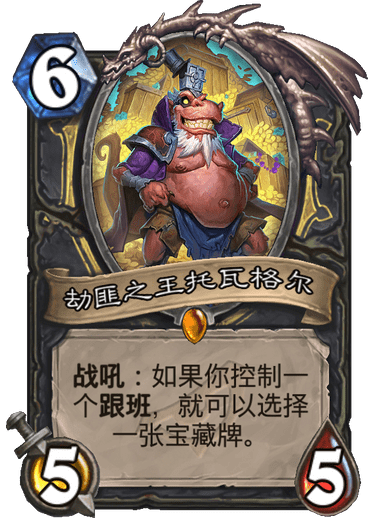 6
劫匪之王托瓦格尔
战吼：如果你控制一
个跟班，就可以选择
一张宝藏牌。
5
5